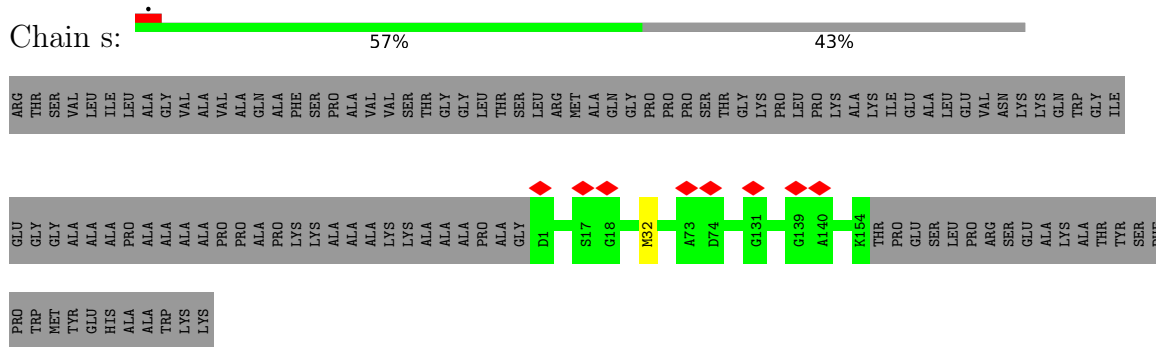 Chain s:
57% 43%
ARG THR SER VAL LEU ILE LEU ALA GLY VAL ALA VAL ALA GLN ALA PHE SER PRO ALA VAL VAL SER THR GLY GLY LEU THR SER LEU ARG MET ALA GLN GLY PRO PRO PRO SER THR GLY LYS PRO LEU PRO LYS ALA LYS ILE GLU ALA LEU GLU VAL ASN LYS LYS GLN TRP GLY ILE
GLU GLY GLY ALA ALA ALA PRO ALA ALA ALA ALA PRO PRO ALA PRO LYS LYS ALA ALA ALA LYS LYS ALA ALA ALA PRO ALA GLY D1 S17 G18 M32 A73 D74 G131 G139 A140 K154 THR PRO GLU SER LEU PRO ARG SER GLU ALA LYS ALA THR TYR SER
PRO TRP MET TYR GLU HIS ALA ALA TRP LYS LYS